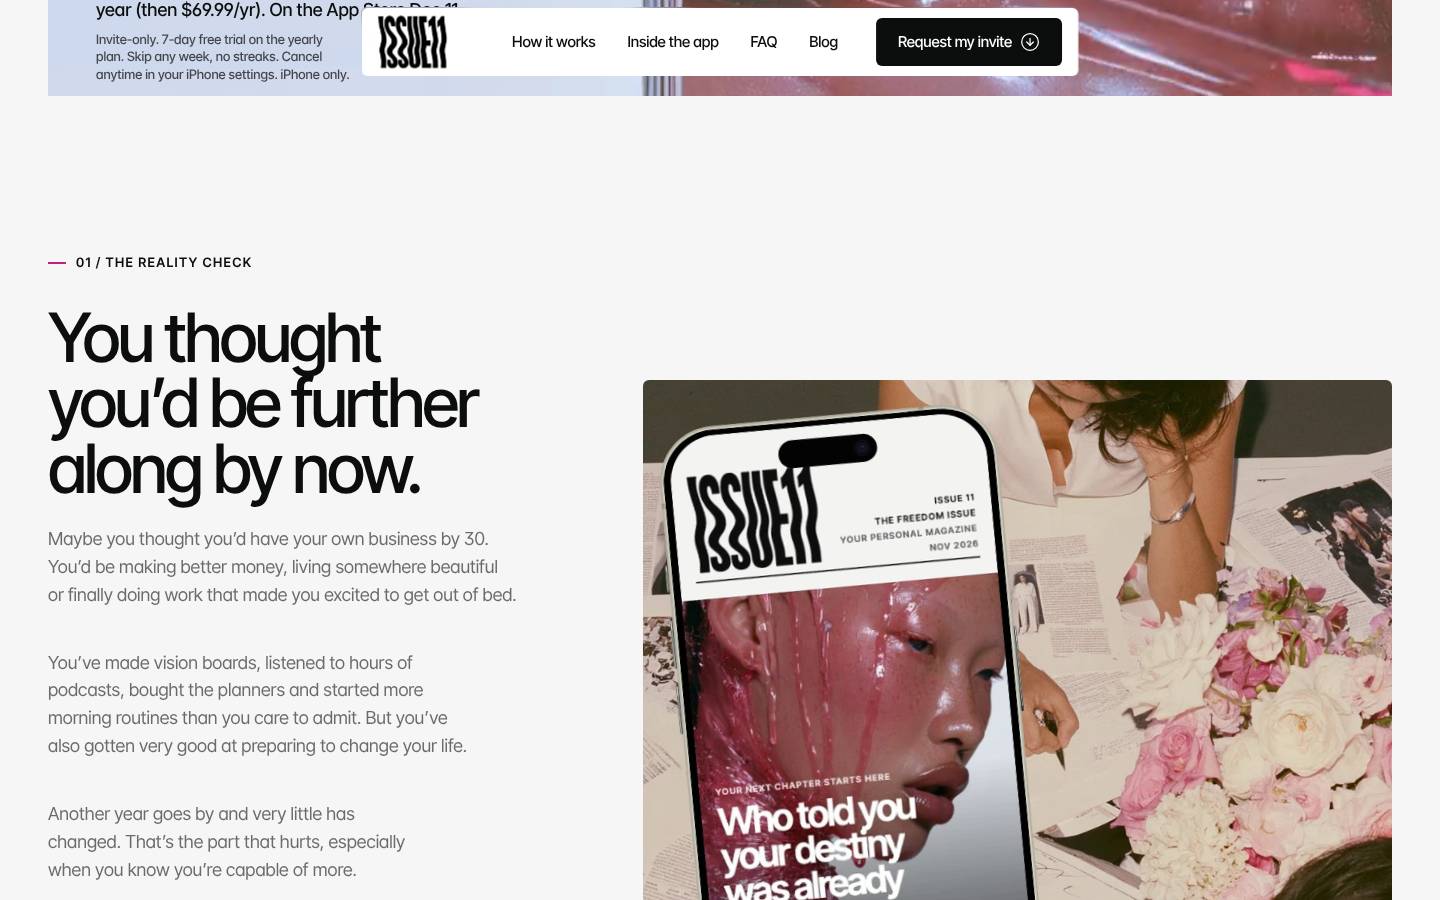 year (then $69.99/yr). On the App Store Dec 11.
Invite-only. 7-day free trial on the yearly
plan. Skip any week, no streaks. Cancel
anytime in your iPhone settings. iPhone only.
ISSUE11
How it works
Inside the app
FAQ
Blog
Request my invite
01 / THE REALITY CHECK
You thought
you’d be further
along by now.
Maybe you thought you’d have your own business by 30.
You’d be making better money, living somewhere beautiful
or finally doing work that made you excited to get out of bed.
You’ve made vision boards, listened to hours of
podcasts, bought the planners and started more
morning routines than you care to admit. But you’ve
also gotten very good at preparing to change your life.
Another year goes by and very little has
changed. That’s the part that hurts, especially
when you know you’re capable of more.
ISSUE11
ISSUE 11
THE FREEDOM ISSUE
YOUR PERSONAL MAGAZINE
NOV 2026
YOUR NEXT CHAPTER STARTS HERE
Who told you
your destiny
was already